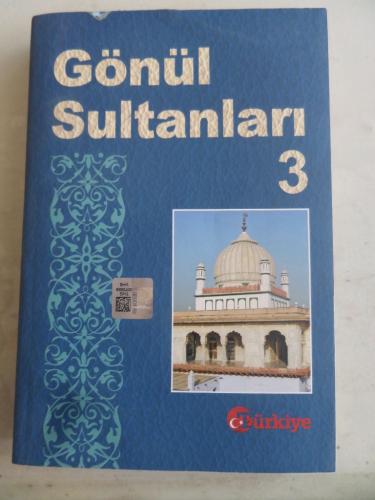 Gönül
Sultanları
3
Türkiye